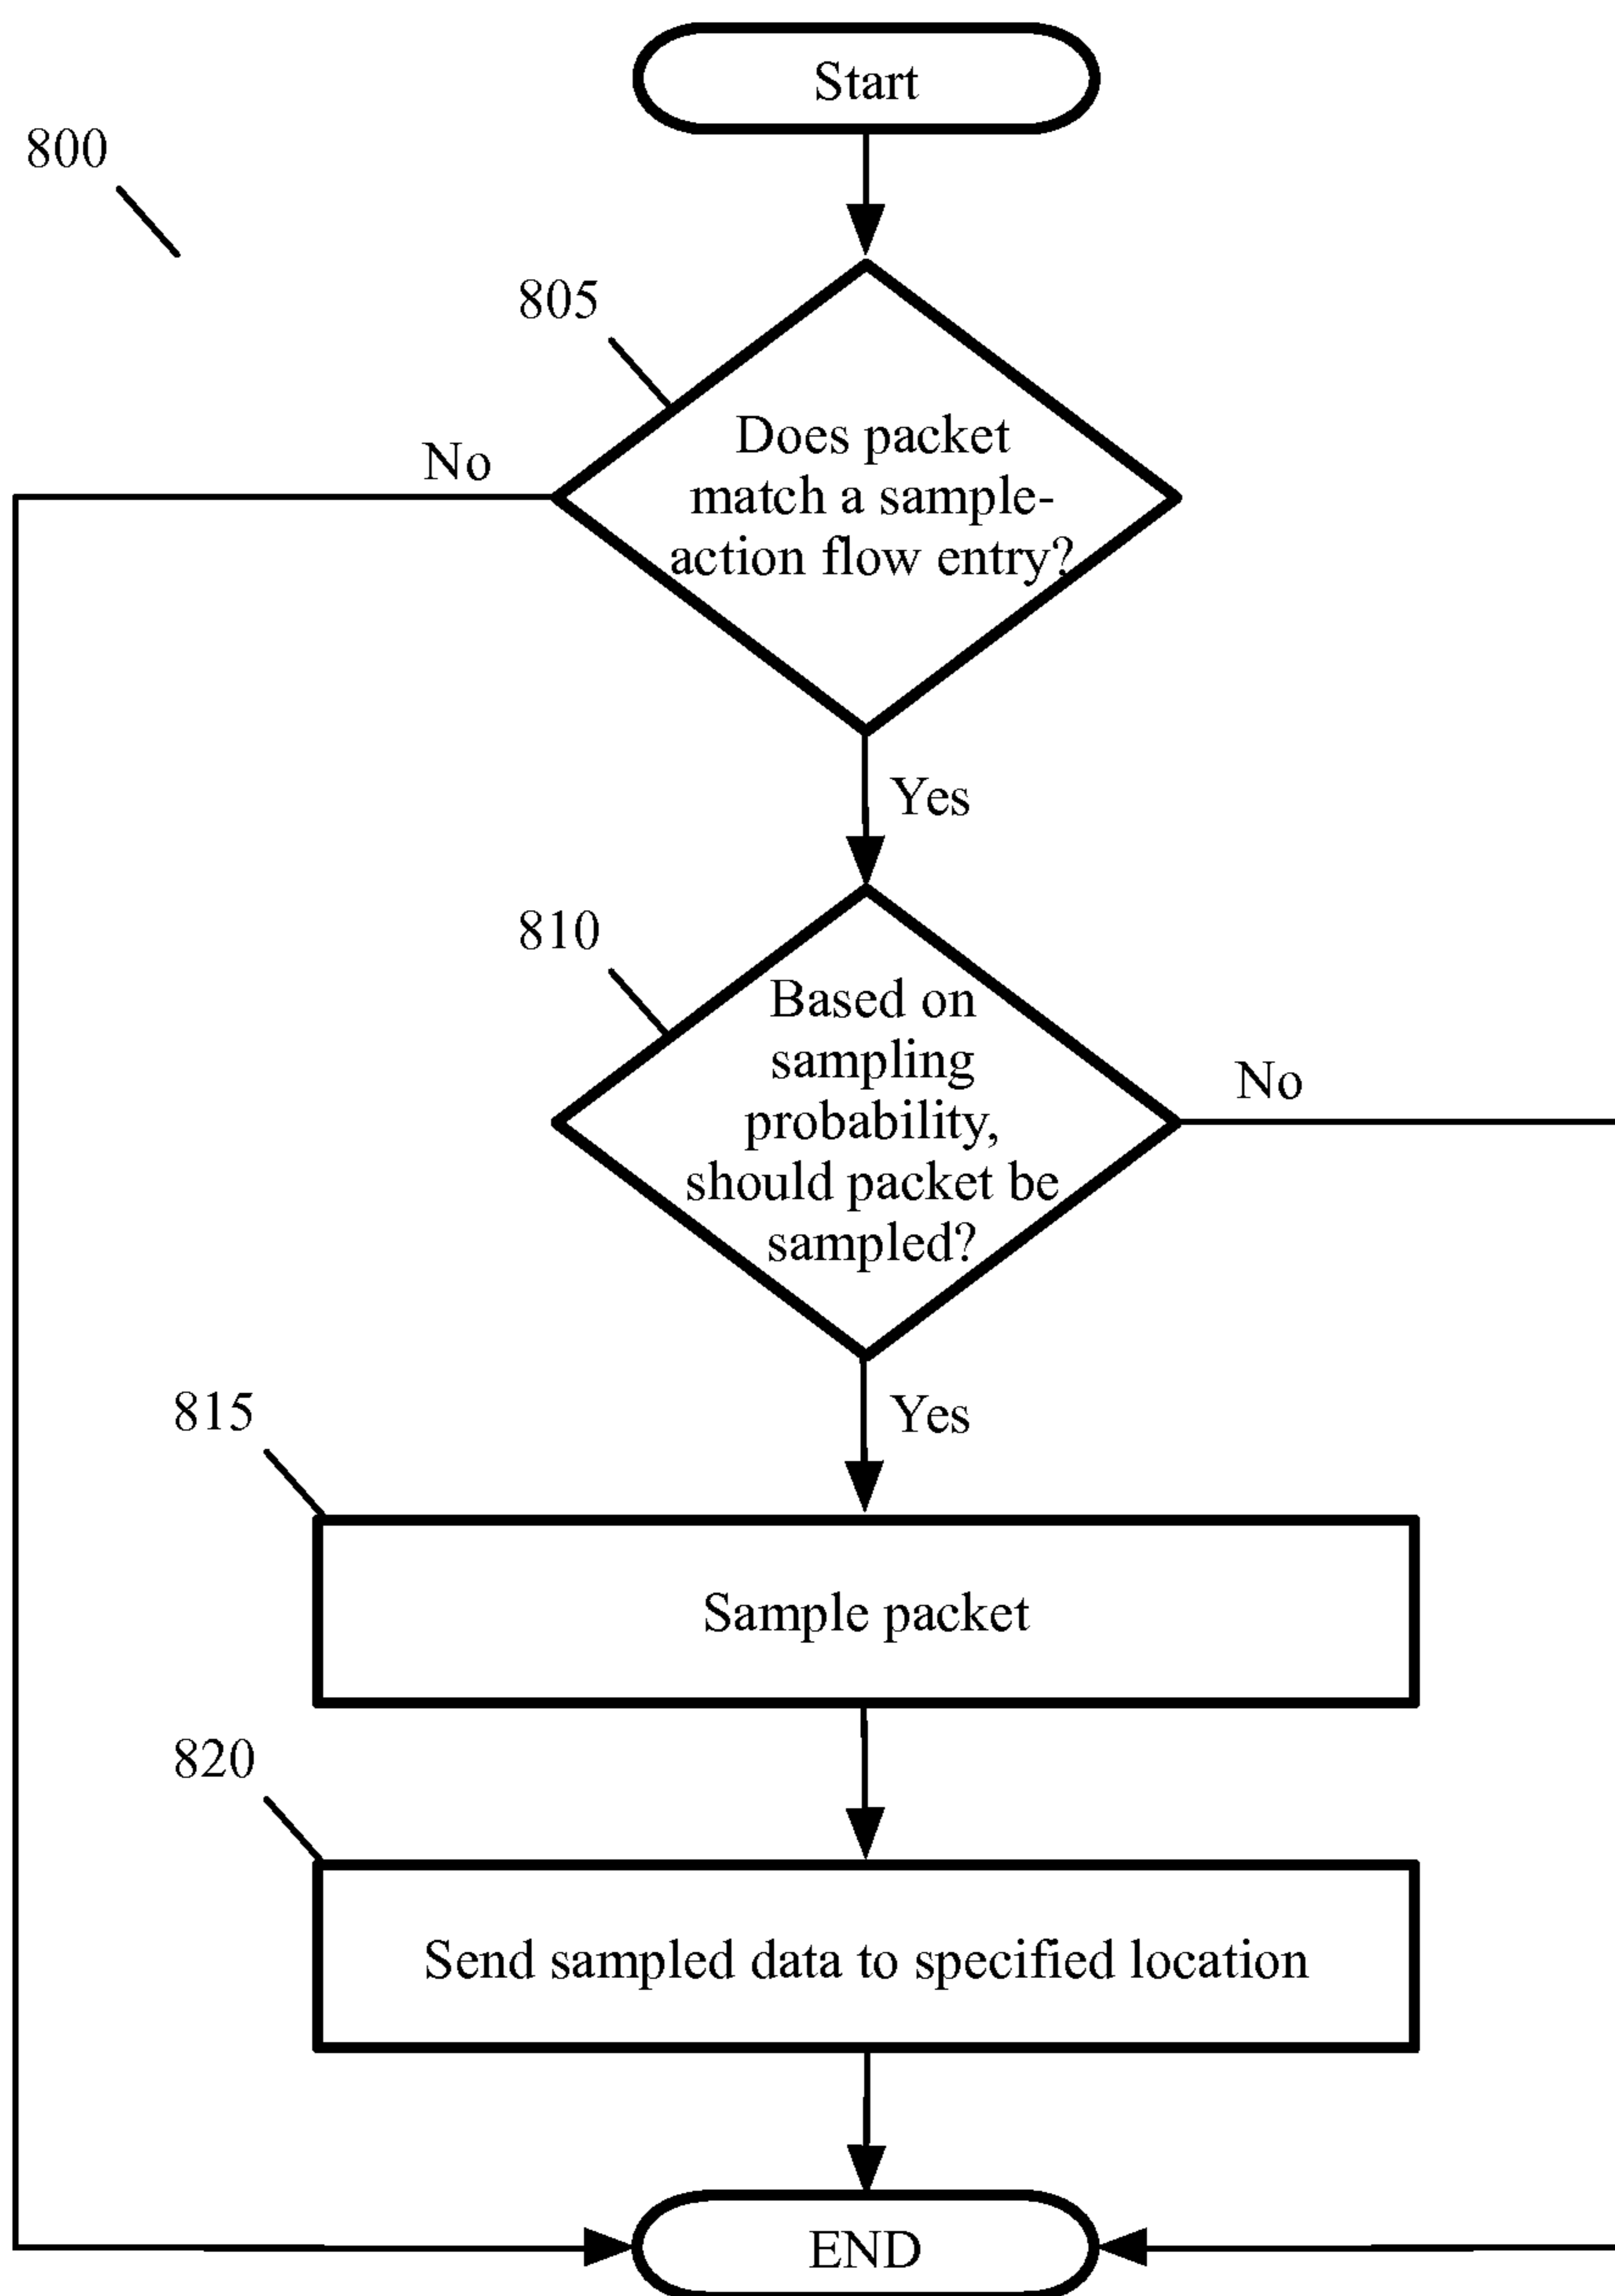 Start
800
805
Does packet
match a sample-
action flow entry?
No
Yes
810
Based on
sampling
probability,
should packet be
sampled?
No
Yes
815
Sample packet
820
Send sampled data to specified location
END